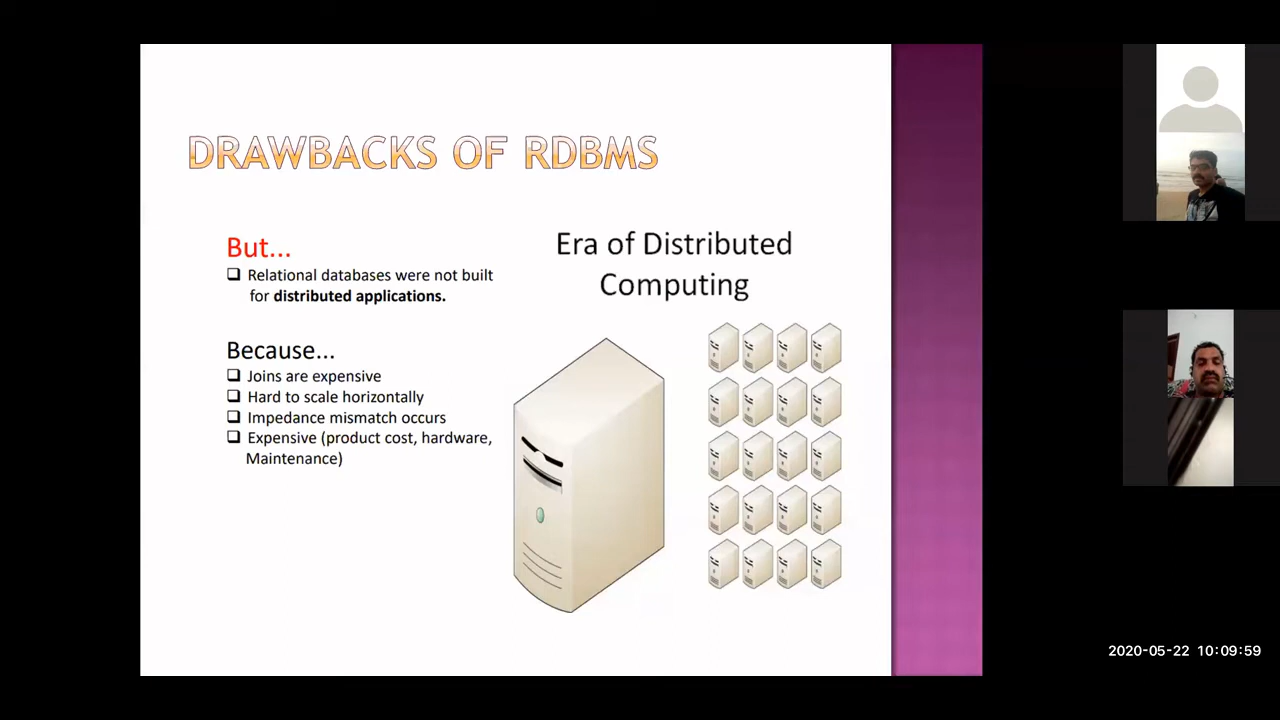 DRAWBACKS OF RDBMS
But...
❑ Relational databases were not built
for distributed applications.
Because...
❑ Joins are expensive
❑ Hard to scale horizontally
❑ Impedance mismatch occurs
❑ Expensive (product cost, hardware,
Maintenance)
Era of Distributed
Computing
2020-05-22 10:09:59